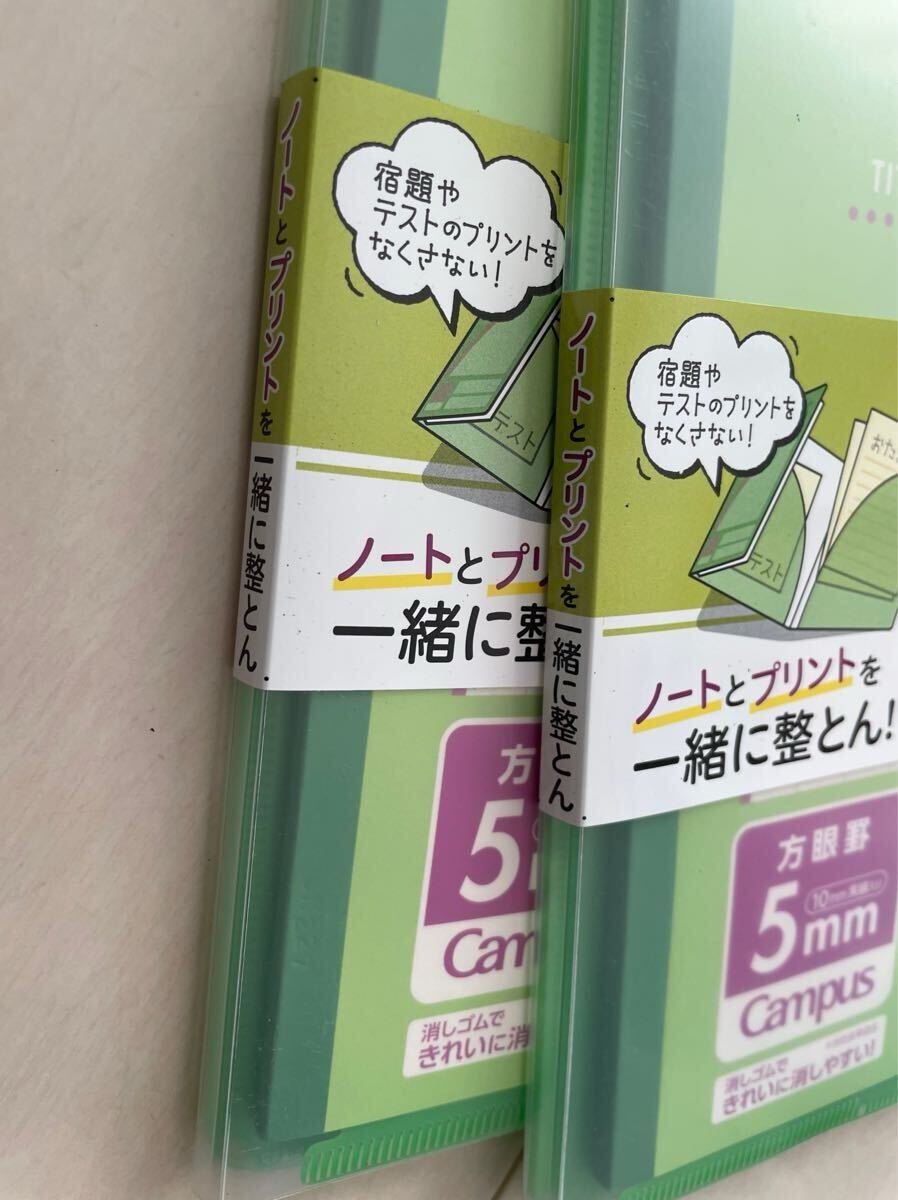 ノートとプリントを一緒に整とん
宿題や
テストのプリントを
なくさない!
テスト
ノートとプリ
一緒に整
方
5
Cam
消しゴムで
きれいに消
TI
ノートとプリントを一緒に整とん
宿題や
テストのプリントを
なくさない!
テスト
おた
ノートとプリントを
一緒に整とん!
方眼罫
5mm
Campus
消しゴムで
きれいに消しやすい!